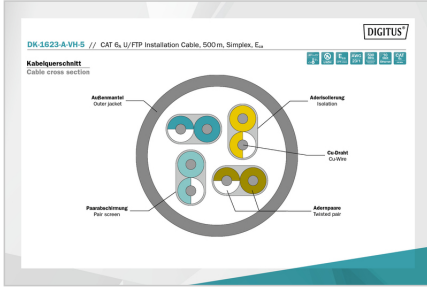 DIGITUS®
DK-1623-A-VH-5 // CAT 6A U/FTP Installation Cable, 500 m, Simplex, Eca
Kabelquerschnitt
Cable cross section
Außenmantel
Outer jacket
Aderisolierung
Isolation
Cu-Draht
Cu-Wire
Paarabschirmung
Pair screen
Adernpaare
Twisted pair